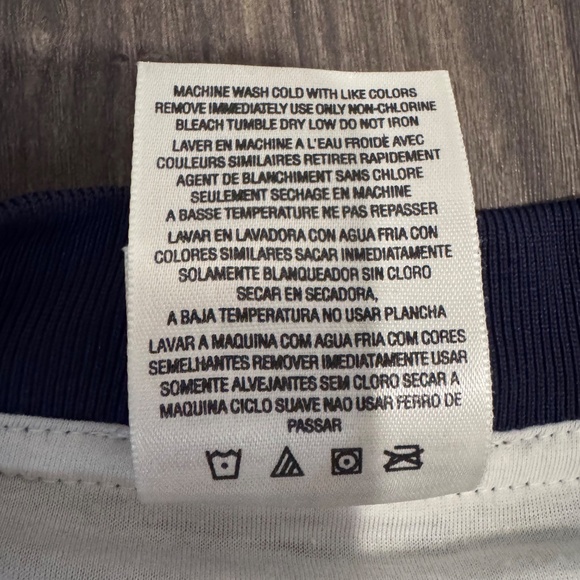 MACHINE WASH COLD WITH LIKE COLORS
REMOVE IMMEDIATELY USE ONLY NON-CHLORINE
BLEACH TUMBLE DRY LOW DO NOT IRON
LAVER EN MACHINE A L'EAU FROIDE AVEC
COULEURS SIMILAIRES RETIRER RAPIDEMENT
AGENT DE BLANCHIMENT SANS CHLORE
SEULEMENT SECHAGE EN MACHINE
A BASSE TEMPERATURE NE PAS REPASSER
LAVAR EN LAVADORA CON AGUA FRIA CON
COLORES SIMILARES SACAR INMEDIATAMENTE
SOLAMENTE BLANQUEADOR SIN CLORO
SECAR EN SECADORA,
A BAJA TEMPERATURA NO USAR PLANCHA
LAVAR A MAQUINA COM AGUA FRIA COM CORES
SEMELHANTES REMOVER IMEDIATAMENTE USAR
SOMENTE ALVEJANTES SEM CLORO SECAR A
MAQUINA CICLO SUAVE NAO USAR FERRO DE
PASSAR